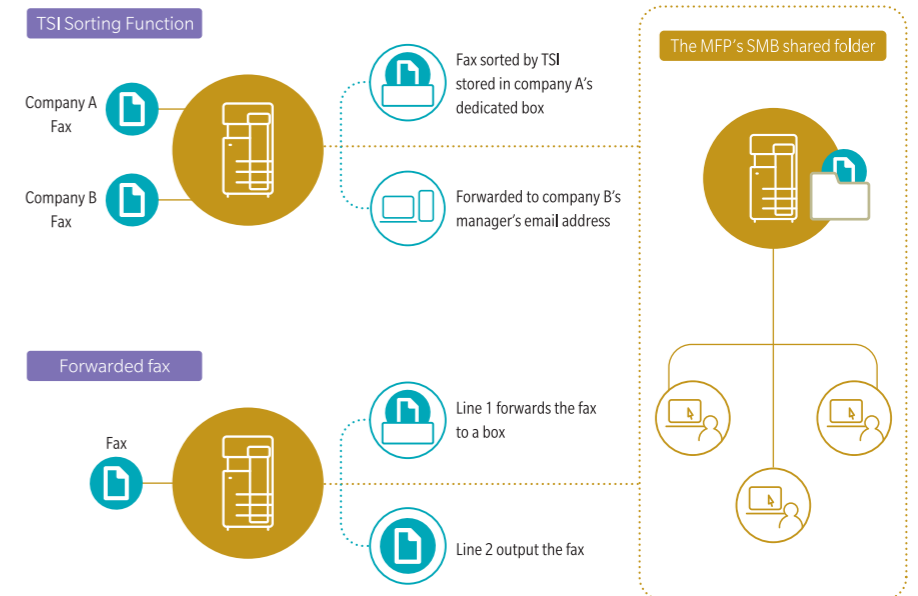 TSI Sorting Function
Company A
Fax
Company B
Fax
Fax sorted by TSI
stored in company A's
dedicated box
Forwarded to company B's
manager's email address
Forwarded fax
Fax
Line 1 forwards the fax
to a box
Line 2 output the fax
The MFP's SMB shared folder